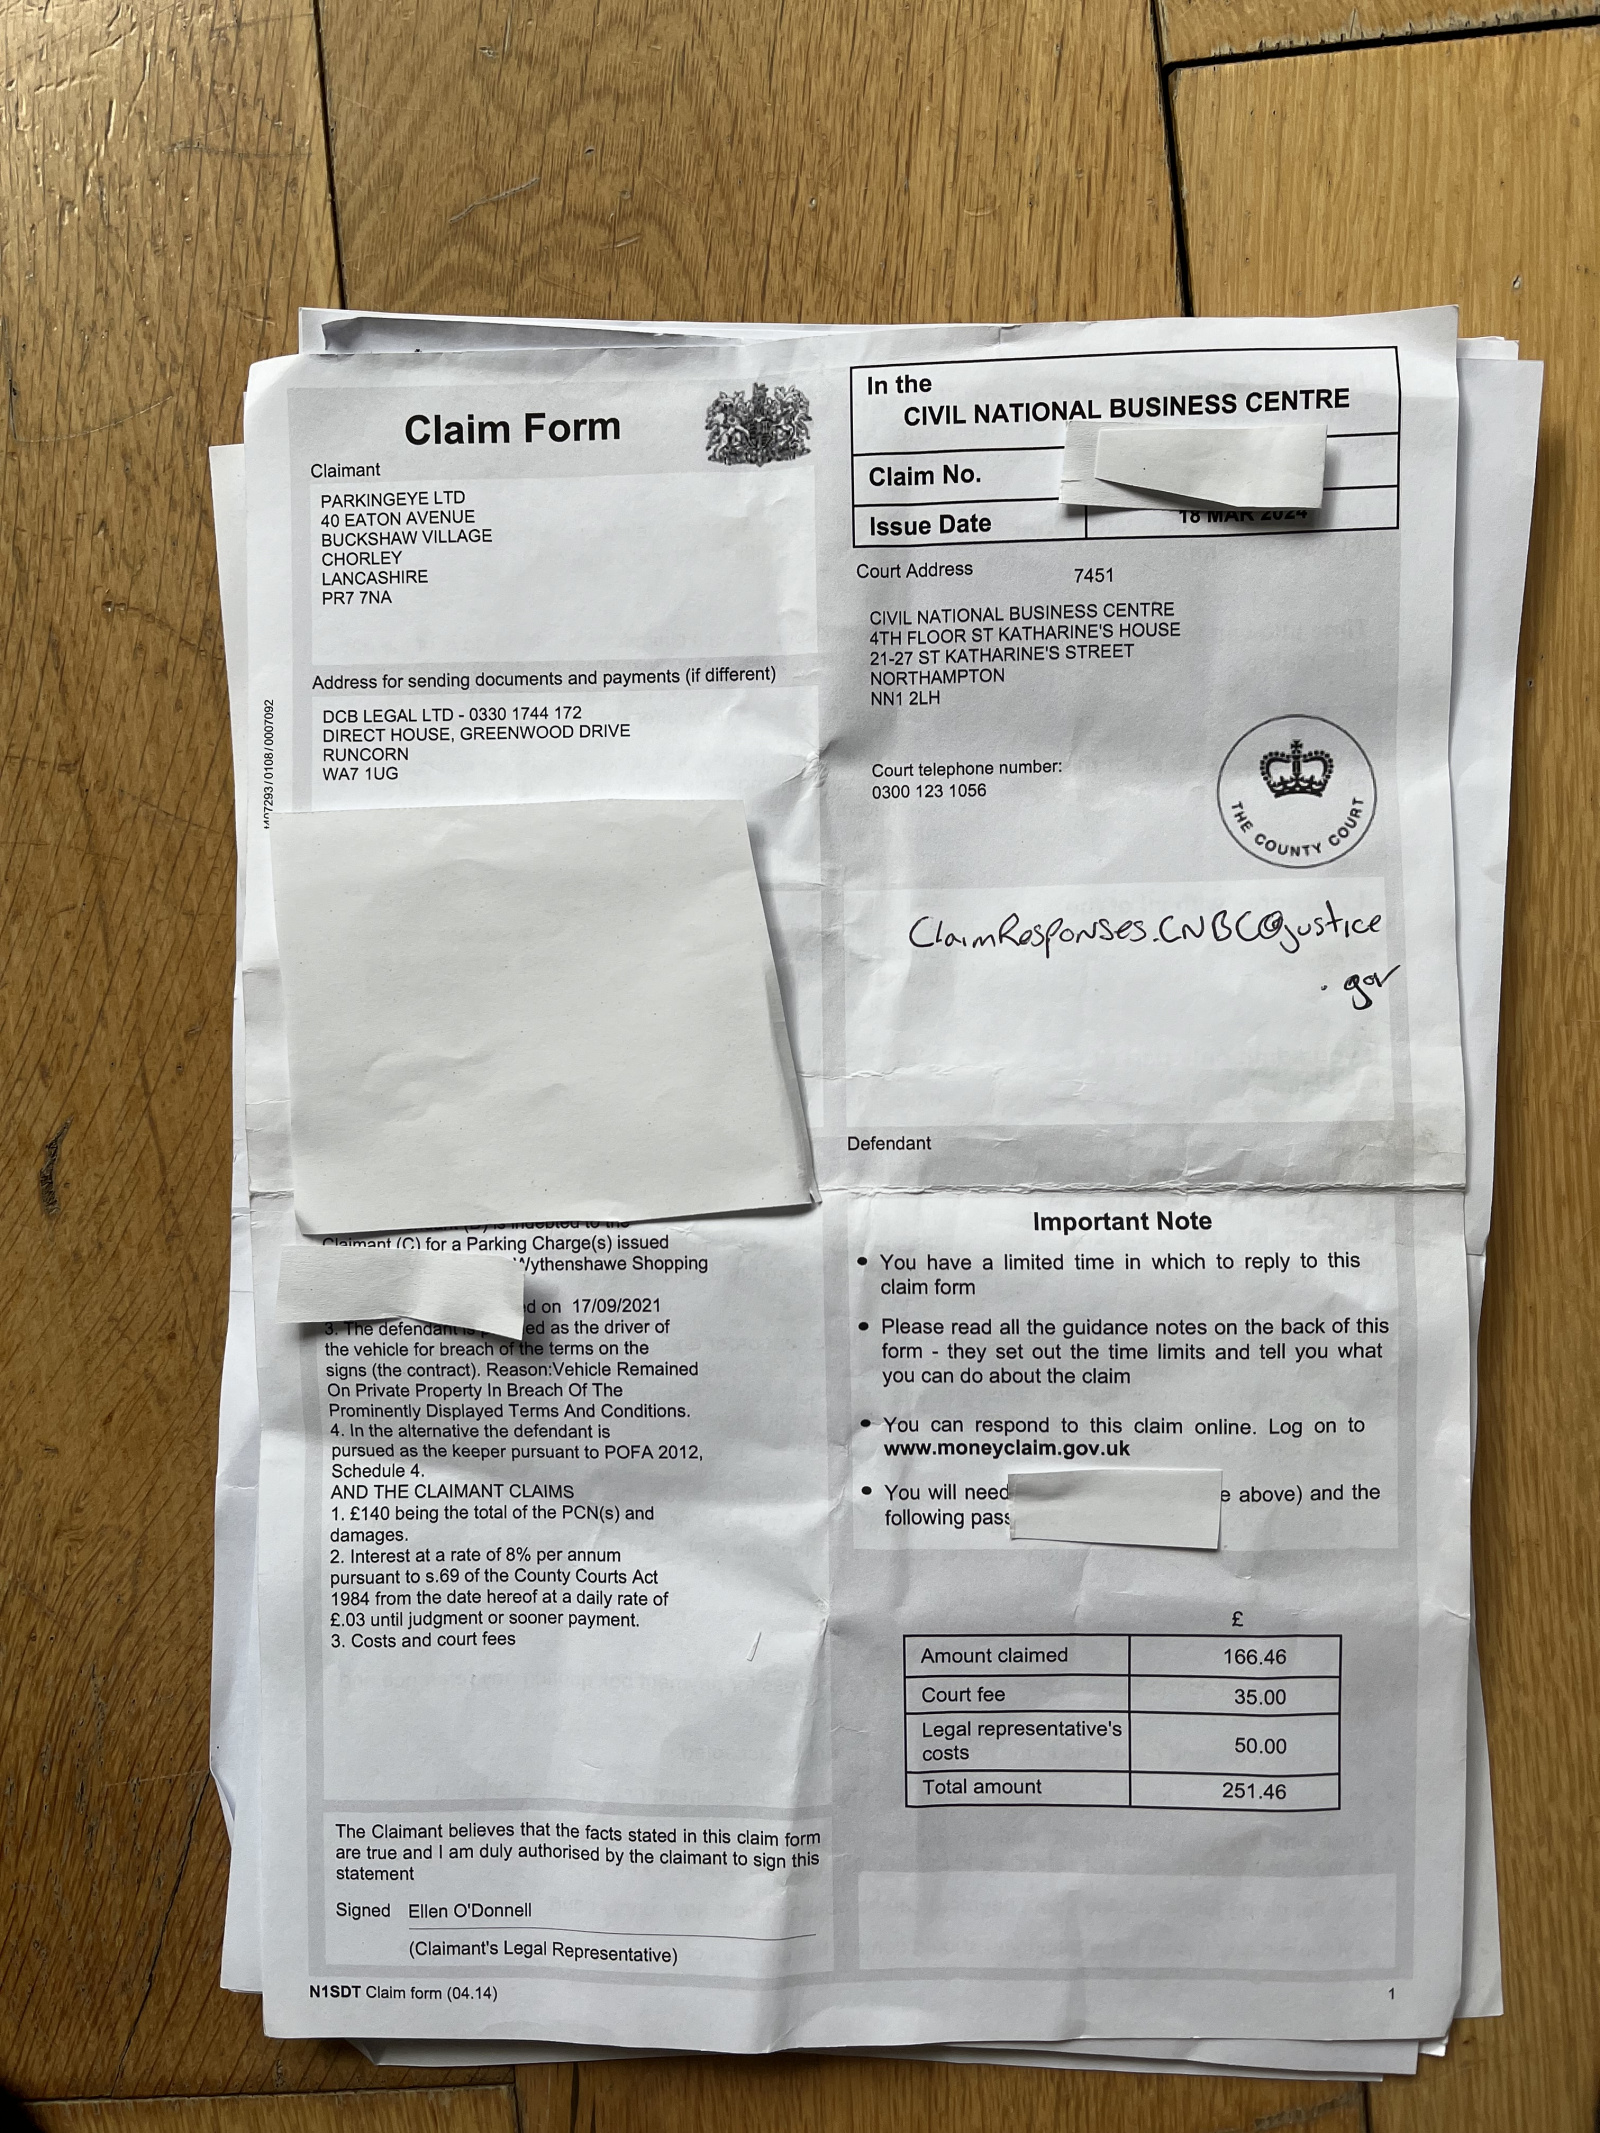 Claim Form
Claimant
PARKINGEYE LTD
40 EATON AVENUE
BUCKSHAW VILLAGE
CHORLEY
LANCASHIRE
PR7 7NA
Address for sending documents and payments (if different)
DCB LEGAL LTD - 0330 1744 172
DIRECT HOUSE, GREENWOOD DRIVE
RUNCORN
WA7 1UG
In the
CIVIL NATIONAL BUSINESS CENTRE
Claim No.
Issue Date 18 MAR 2024
Court Address 7451
CIVIL NATIONAL BUSINESS CENTRE
4TH FLOOR ST KATHARINE'S HOUSE
21-27 ST KATHARINE'S STREET
NORTHAMPTON
NN1 2LH
Court telephone number:
0300 123 1056
THE COUNTY COURT
ClaimResponses.CNBC@justice
.gov
Defendant
is indebted to the
Claimant (C) for a Parking Charge(s) issued
Wythenshawe Shopping
on 17/09/2021
3. The defendant is as the driver of
the vehicle for breach of the terms on the
signs (the contract). Reason:Vehicle Remained
On Private Property In Breach Of The
Prominently Displayed Terms And Conditions.
4. In the alternative the defendant is
pursued as the keeper pursuant to POFA 2012,
Schedule 4.
AND THE CLAIMANT CLAIMS
1. £140 being the total of the PCN(s) and
damages.
2. Interest at a rate of 8% per annum
pursuant to s.69 of the County Courts Act
1984 from the date hereof at a daily rate of
£.03 until judgment or sooner payment.
3. Costs and court fees
The Claimant believes that the facts stated in this claim form
are true and I am duly authorised by the claimant to sign this
statement
Signed Ellen O'Donnell
(Claimant's Legal Representative)
N1SDT Claim form (04.14)
Important Note
• You have a limited time in which to reply to this
claim form
• Please read all the guidance notes on the back of this
form - they set out the time limits and tell you what
you can do about the claim
• You can respond to this claim online. Log on to
www.moneyclaim.gov.uk
• You will need above) and the
following
£
Amount claimed 166.46
Court fee 35.00
Legal representative's
costs 50.00
Total amount 251.46
1